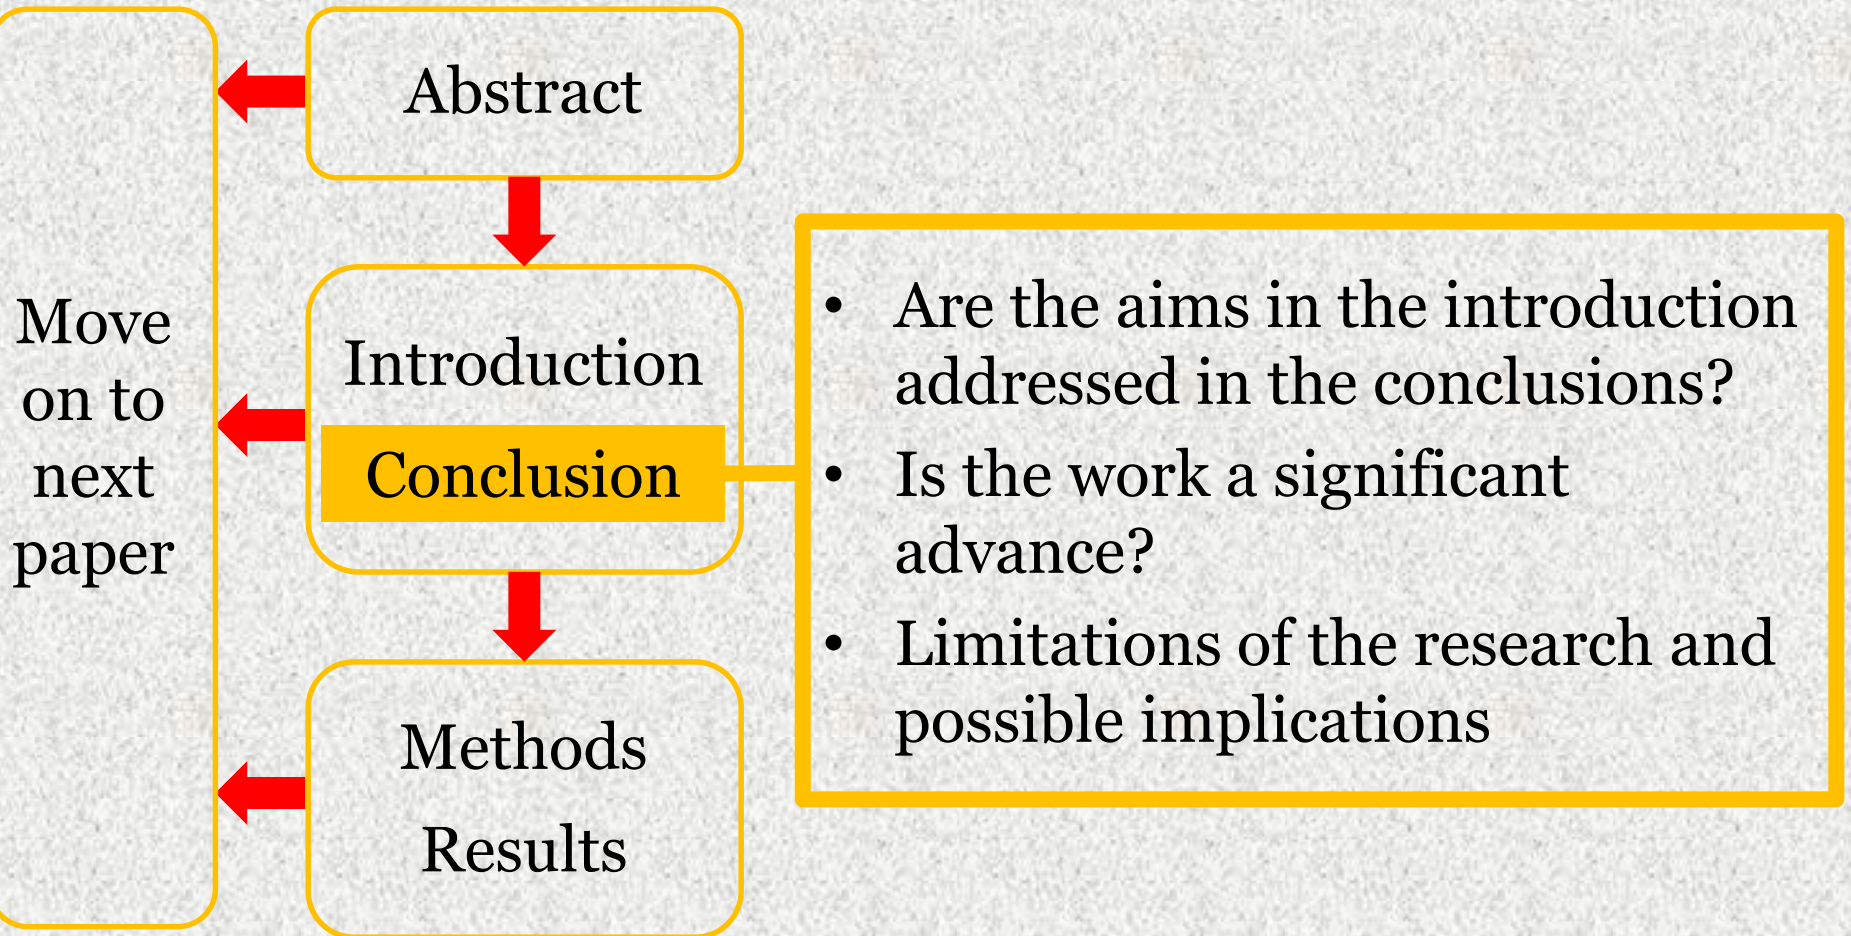 Abstract
Move
on to
next
paper
Introduction
Conclusion
• Are the aims in the introduction
addressed in the conclusions?
• Is the work a significant
advance?
• Limitations of the research and
possible implications
Methods
Results